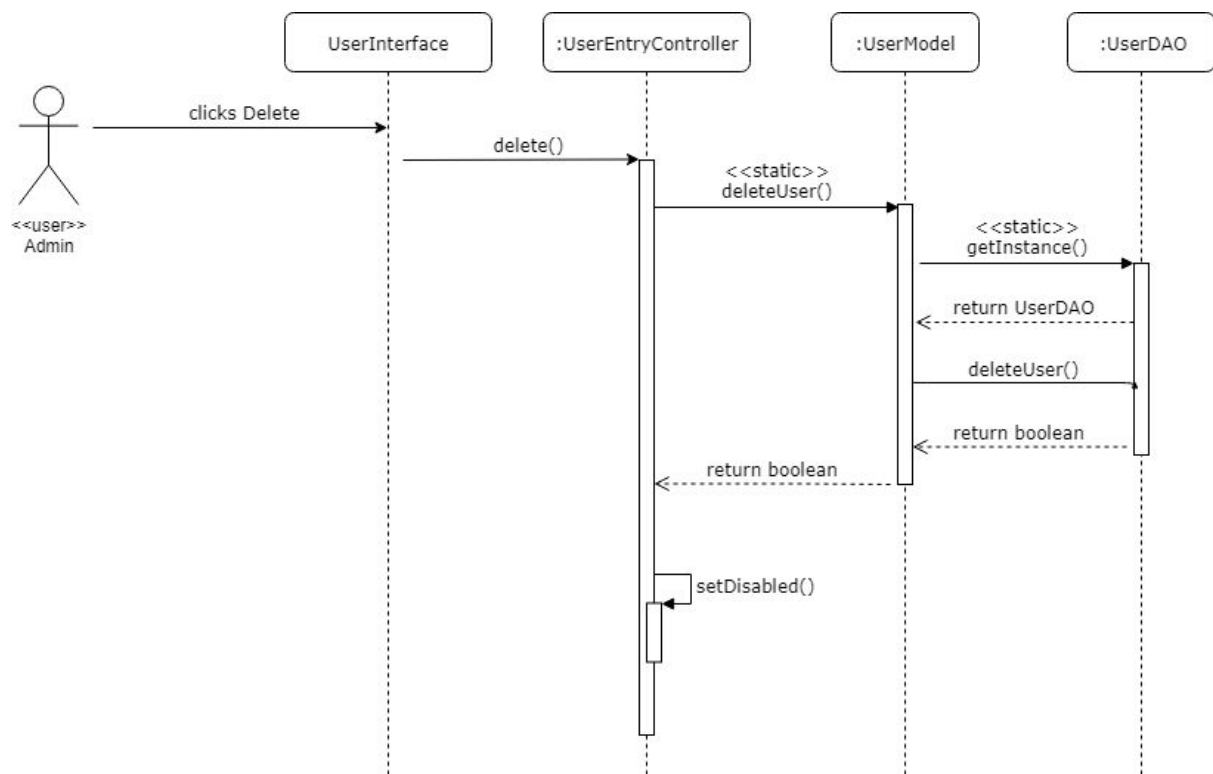 UserInterface
:UserEntryController
:UserModel
:UserDAO
clicks Delete
delete()
<<static>>
deleteUser()
<<user>>
Admin
<<static>>
getInstance()
return UserDAO
deleteUser()
return boolean
return boolean
setDisabled()